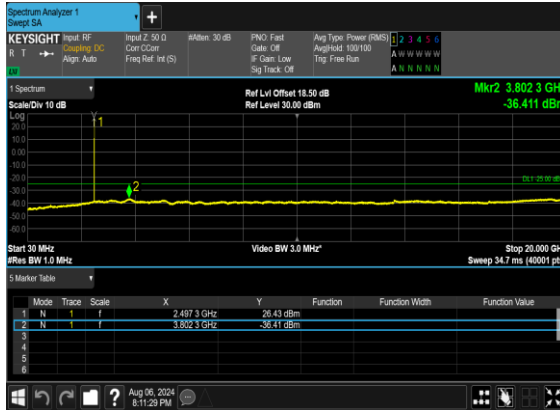 Spectrum Analyzer 1
Swept SA
+
KEYSIGHT Input: RF Input Z: 50 Ω #Atten: 30 dB PNO: Fast Avg Type: Power (RMS) 1 2 3 4 5 6
R T Coupling: DC Corr CCorr Gate: Off Avg|Hold: 100/100 A W W W W W
Align: Auto Freq Ref: Int (S) IF Gain: Low Trig: Free Run
Sig Track: Off A N N N N N
LXI
1 Spectrum Ref Lvl Offset 18.50 dB Mkr2 3.802 3 GHz
Scale/Div 10 dB Ref Level 30.00 dBm -36.411 dBm
Log
1
20.0
10.0
0.00
-10.0
-20.0 DL1 -25.00 dB
-30.0 2
-40.0
-50.0
-60.0
Start 30 MHz Video BW 3.0 MHz* Stop 20.000 GH
#Res BW 1.0 MHz Sweep 34.7 ms (40001 pts
5 Marker Table
Mode Trace Scale X Y Function Function Width Function Value
1 N 1 f 2.497 3 GHz 26.43 dBm
2 N 1 f 3.802 3 GHz -36.41 dBm
3
4
5
6
? Aug 06, 2024
8:11:29 PM